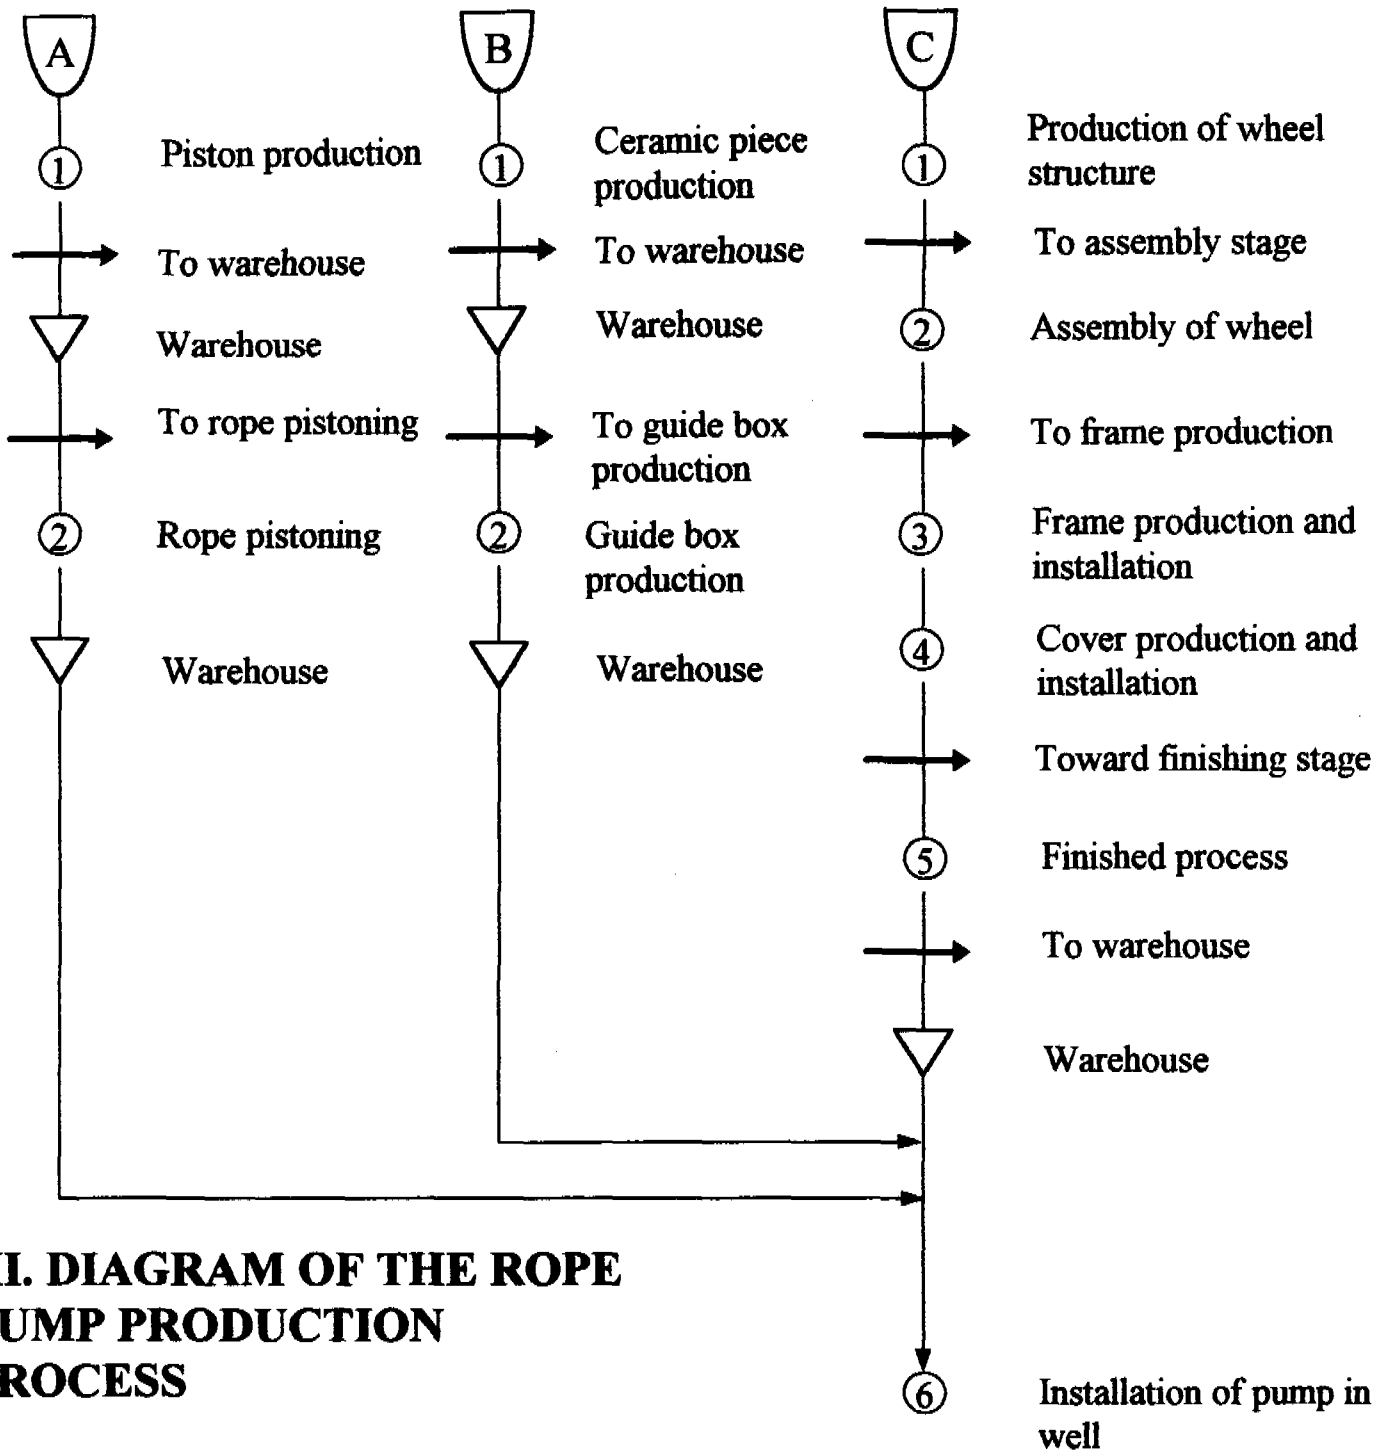 A
1
Piston production
To warehouse
Warehouse
To rope pistoning
2
Rope pistoning
Warehouse
B
1
Ceramic piece
production
To warehouse
Warehouse
To guide box
production
2
Guide box
production
Warehouse
C
1
Production of wheel
structure
To assembly stage
2
Assembly of wheel
To frame production
3
Frame production and
installation
4
Cover production and
installation
Toward finishing stage
5
Finished process
To warehouse
Warehouse
6
Installation of pump in
well
I. DIAGRAM OF THE ROPE
UMP PRODUCTION
ROCESS